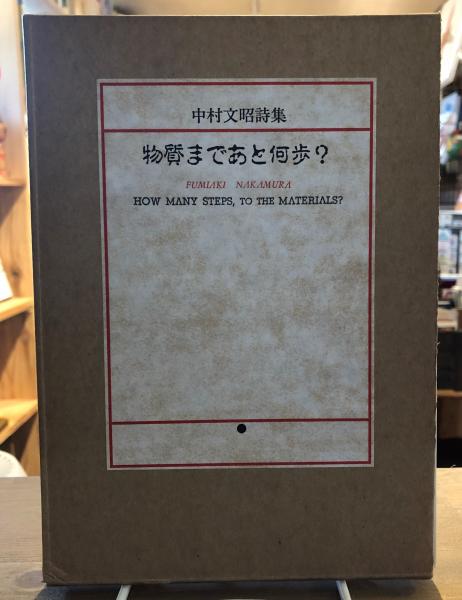 中村文昭詩集
物質まであと何歩?
FUMIAKI NAKAMURA
HOW MANY STEPS, TO THE MATERIALS?